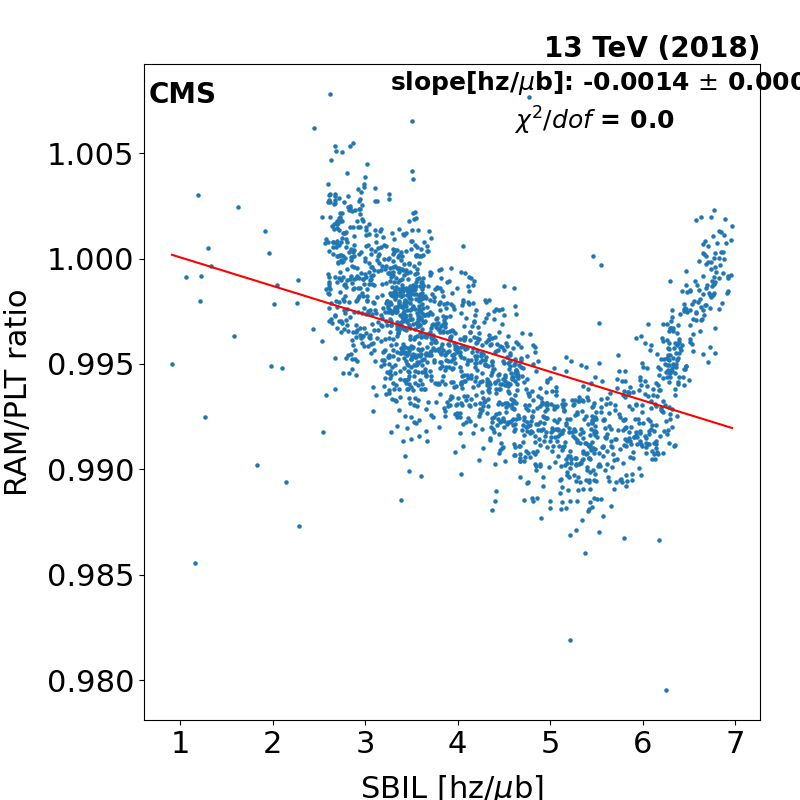 13 TeV (2018)
CMS
slope[hz/μb]: -0.0014 ± 0.000
χ²/dof = 0.0
1.005
1.000
0.995
0.990
0.985
0.980
RAM/PLT ratio
1 2 3 4 5 6 7
SBIL [hz/μb]